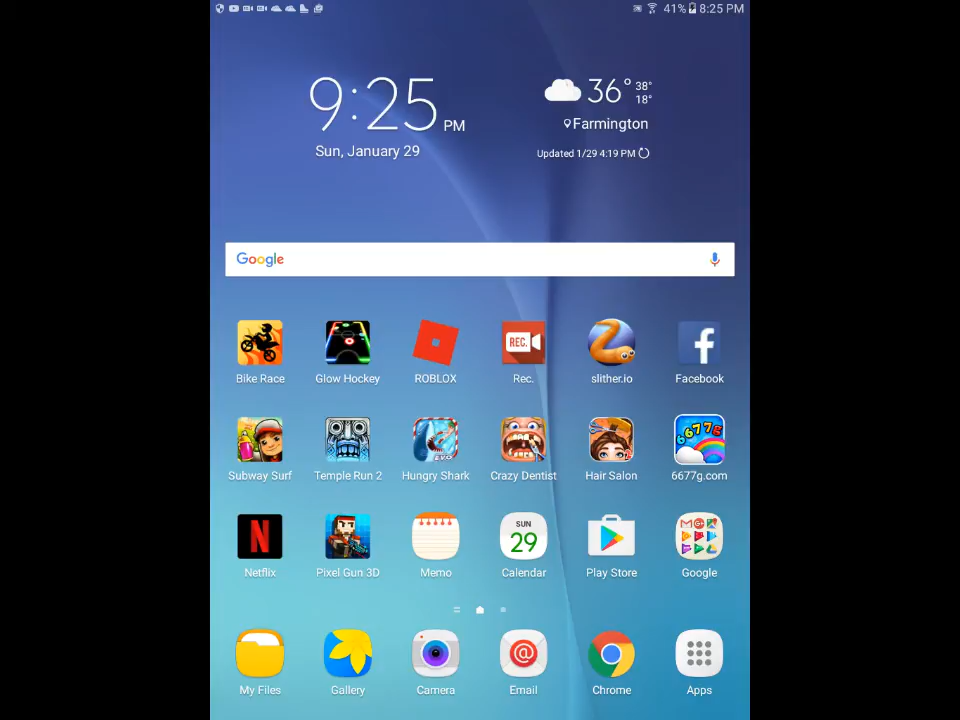 41% 8:25 PM
9:25 PM
36° 38°
18°
Farmington
Sun, January 29
Updated 1/29 4:19 PM
Google
REC.
Bike Race Glow Hockey ROBLOX Rec. slither.io Facebook
6677g
EVO
Subway Surf Temple Run 2 Hungry Shark Crazy Dentist Hair Salon 6677g.com
N
SUN
29
Netflix Pixel Gun 3D Memo Calendar Play Store Google
@
My Files Gallery Camera Email Chrome Apps